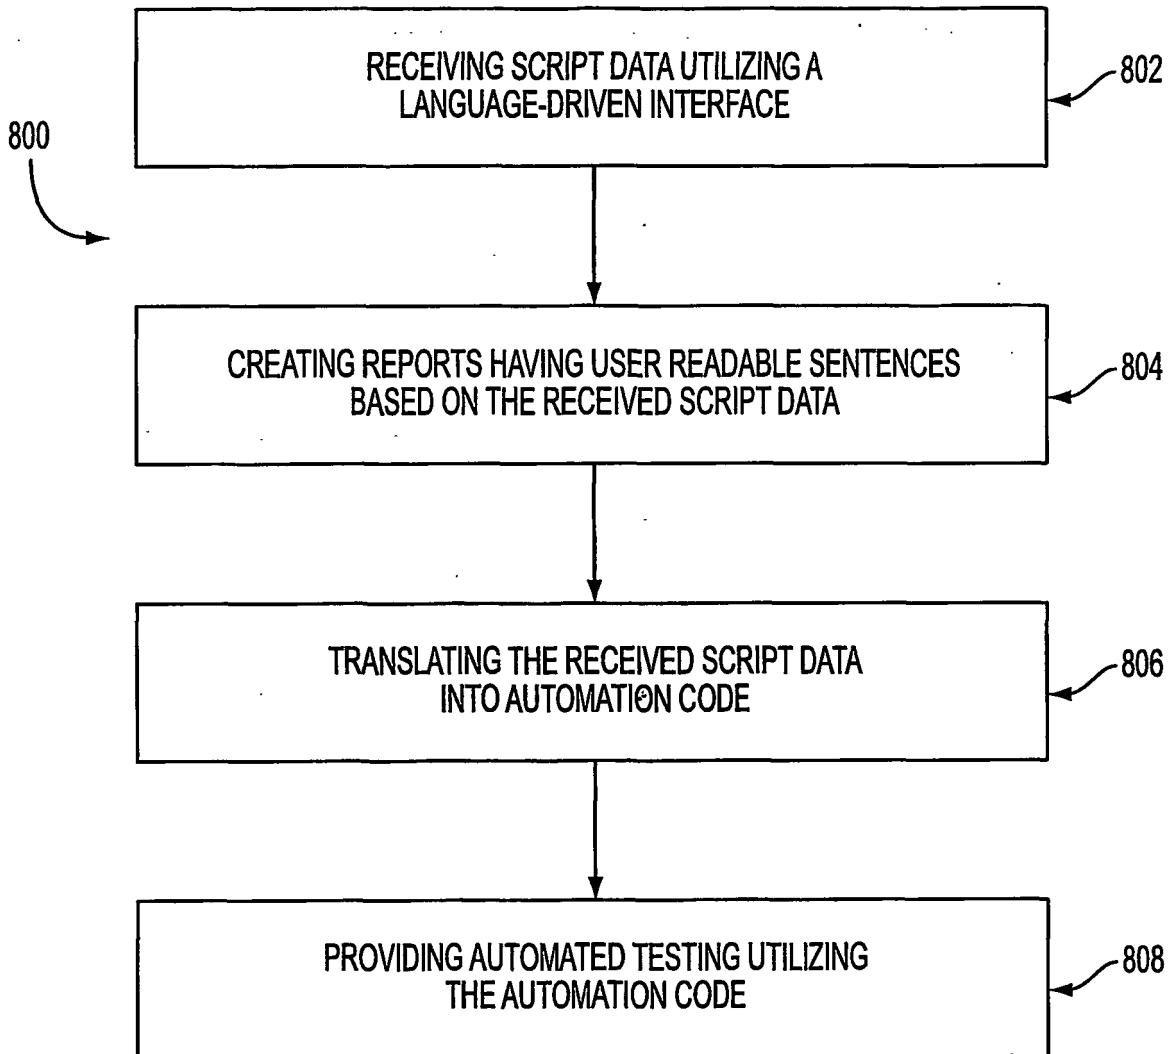 RECEIVING SCRIPT DATA UTILIZING A
LANGUAGE-DRIVEN INTERFACE
802
800
CREATING REPORTS HAVING USER READABLE SENTENCES
BASED ON THE RECEIVED SCRIPT DATA
804
TRANSLATING THE RECEIVED SCRIPT DATA
INTO AUTOMATION CODE
806
PROVIDING AUTOMATED TESTING UTILIZING
THE AUTOMATION CODE
808